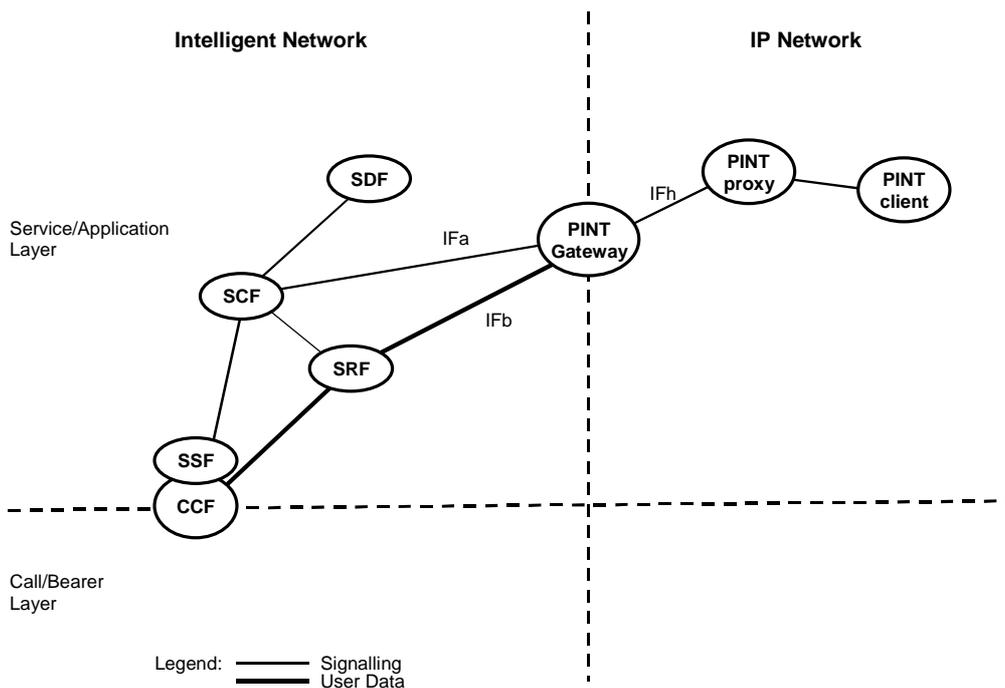 Intelligent Network
IP Network
SDF
PINT
proxy
PINT
client
IFh
Service/Application
Layer
IFa
PINT
Gateway
SCF
IFb
SRF
SSF
CCF
Call/Bearer
Layer
Legend:
Signalling
User Data